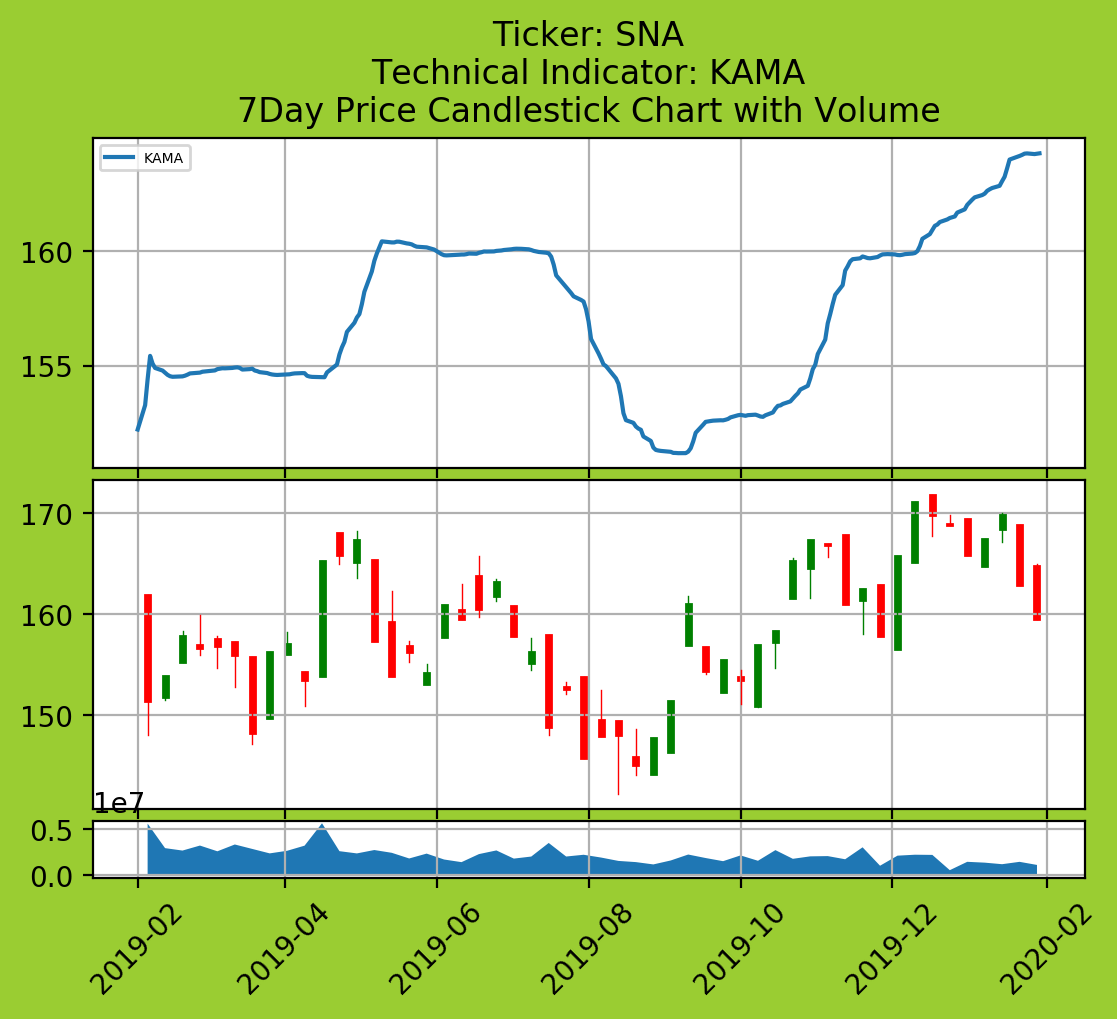 Ticker: SNA
Technical Indicator: KAMA
7Day Price Candlestick Chart with Volume
KAMA
160
155
170
160
150
1e7
0.5
0.0
2019-02
2019-04
2019-06
2019-08
2019-10
2019-12
2020-02